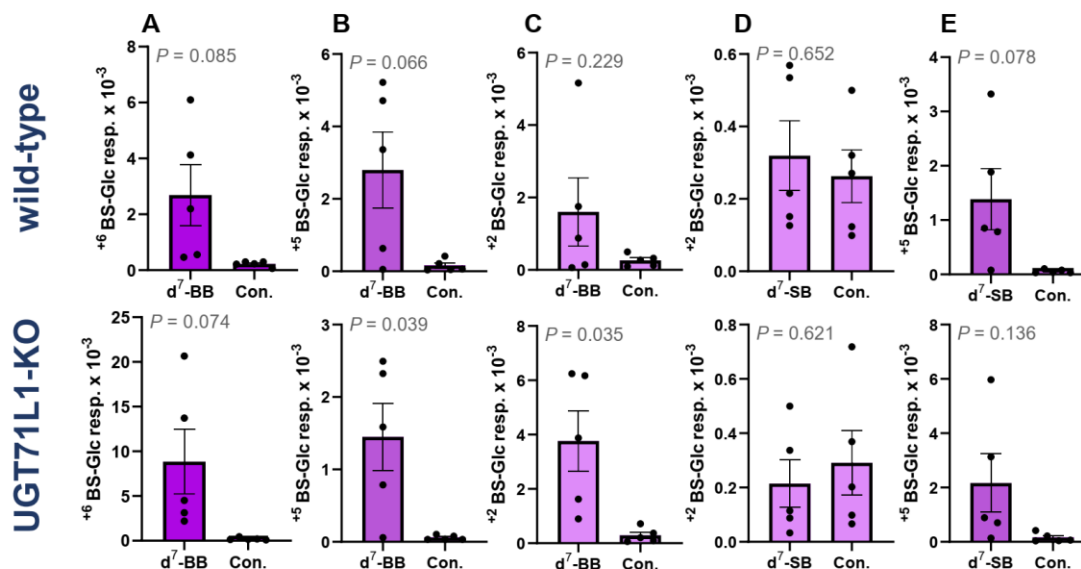 A B C D E
wild-type
+6 BS-Glc resp. x 10-3
P = 0.085
8
6
4
2
0
d7-BB Con.
+5 BS-Glc resp. x 10-3
P = 0.066
6
4
2
0
d7-BB Con.
+2 BS-Glc resp. x 10-3
P = 0.229
6
4
2
0
d7-BB Con.
+2 BS-Glc resp. x 10-3
P = 0.652
0.6
0.4
0.2
0.0
d7-SB Con.
+5 BS-Glc resp. x 10-3
P = 0.078
4
3
2
1
0
d7-SB Con.
UGT71L1-KO
+6 BS-Glc resp. x 10-3
P = 0.074
25
20
15
10
5
0
d7-BB Con.
+5 BS-Glc resp. x 10-3
P = 0.039
3
2
1
0
d7-BB Con.
+2 BS-Glc resp. x 10-3
P = 0.035
8
6
4
2
0
d7-BB Con.
+2 BS-Glc resp. x 10-3
P = 0.621
0.8
0.6
0.4
0.2
0.0
d7-SB Con.
+5 BS-Glc resp. x 10-3
P = 0.136
8
6
4
2
0
d7-SB Con.